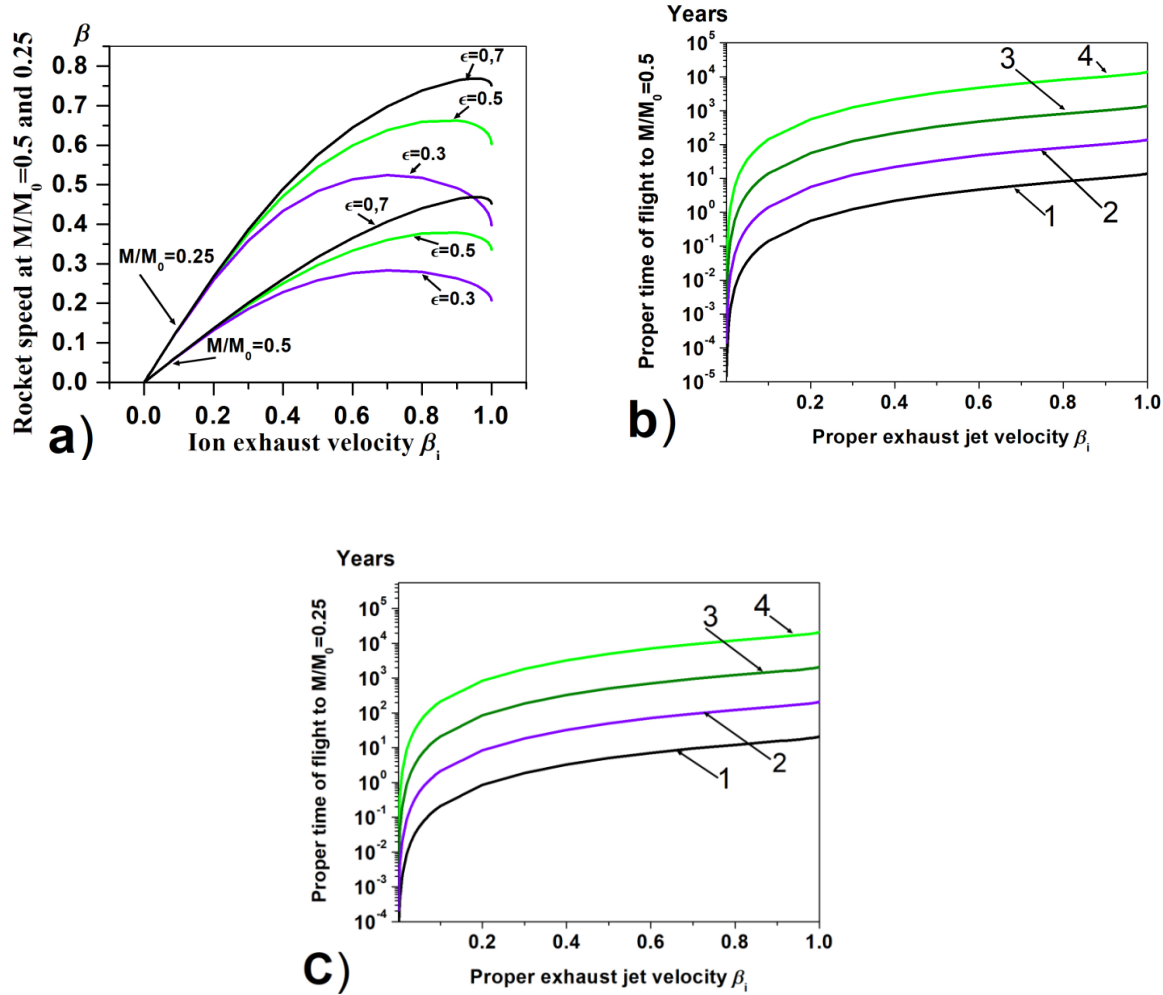 β
Rocket speed at M/M0=0.5 and 0.25
0.8
0.7
0.6
0.5
0.4
0.3
0.2
0.1
0.0
ϵ=0,7
ϵ=0.5
ϵ=0.3
ϵ=0,7
ϵ=0.5
ϵ=0.3
M/M0=0.25
M/M0=0.5
0.0 0.2 0.4 0.6 0.8 1.0
Ion exhaust velocity βi
a)
Years
Proper time of flight to M/M0=0.5
10^5
10^4
10^3
10^2
10^1
10^0
10^-1
10^-2
10^-3
10^-4
10^-5
4
3
2
1
0.2 0.4 0.6 0.8 1.0
Proper exhaust jet velocity βi
b)
Years
Proper time of flight to M/M0=0.25
10^5
10^4
10^3
10^2
10^1
10^0
10^-1
10^-2
10^-3
10^-4
3
4
1
2
0.2 0.4 0.6 0.8 1.0
Proper exhaust jet velocity βi
c)